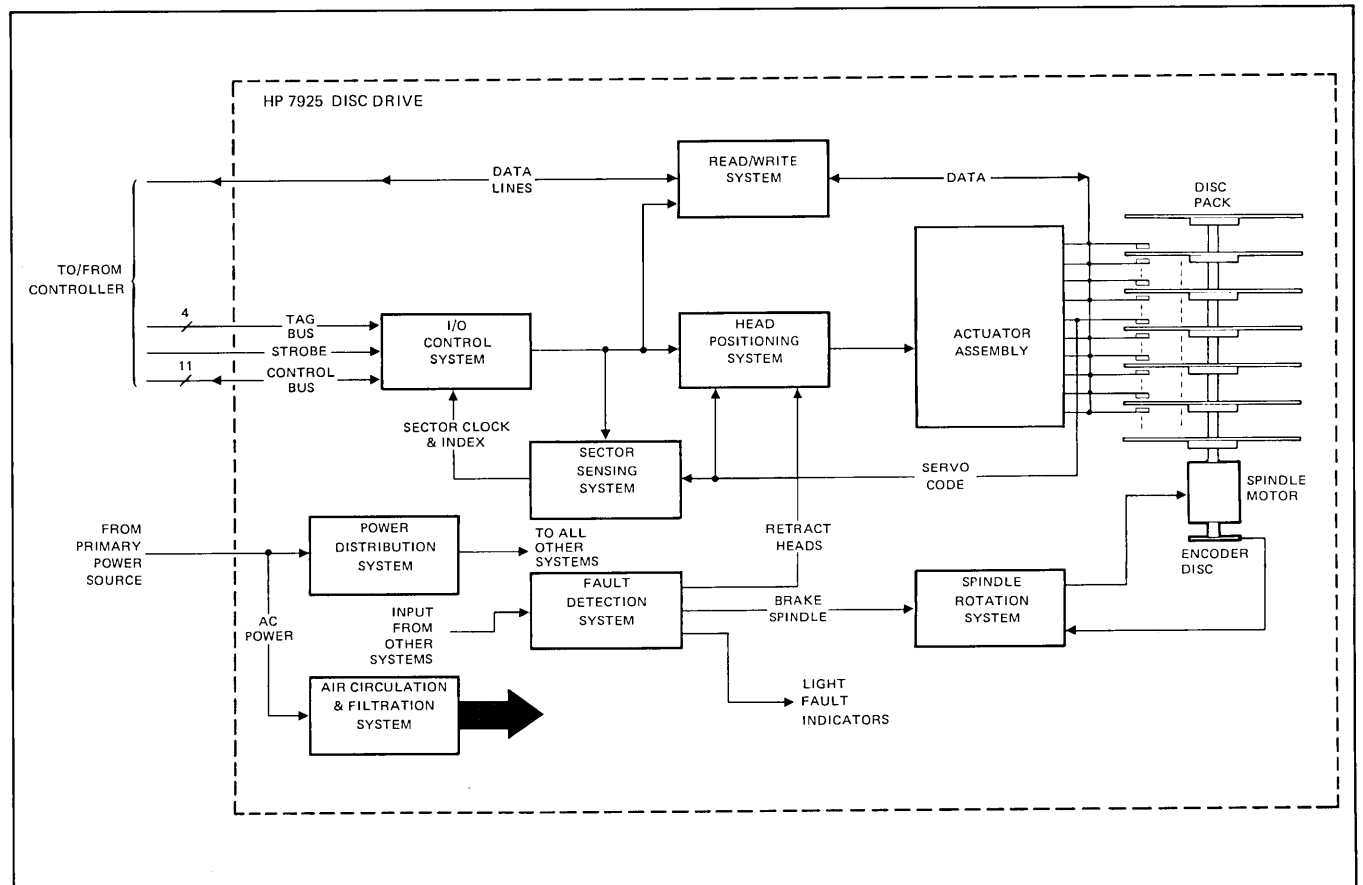 HP 7925 DISC DRIVE
READ/WRITE
SYSTEM
DATA
LINES
DATA
DISC
PACK
TO/FROM
CONTROLLER
4
TAG
BUS
STROBE
11
CONTROL
BUS
I/O
CONTROL
SYSTEM
HEAD
POSITIONING
SYSTEM
ACTUATOR
ASSEMBLY
SECTOR CLOCK
& INDEX
SECTOR
SENSING
SYSTEM
SERVO
CODE
SPINDLE
MOTOR
ENCODER
DISC
FROM
PRIMARY
POWER
SOURCE
POWER
DISTRIBUTION
SYSTEM
TO ALL
OTHER
SYSTEMS
RETRACT
HEADS
AC
POWER
INPUT
FROM
OTHER
SYSTEMS
FAULT
DETECTION
SYSTEM
BRAKE
SPINDLE
SPINDLE
ROTATION
SYSTEM
AIR CIRCULATION
& FILTRATION
SYSTEM
LIGHT
FAULT
INDICATORS